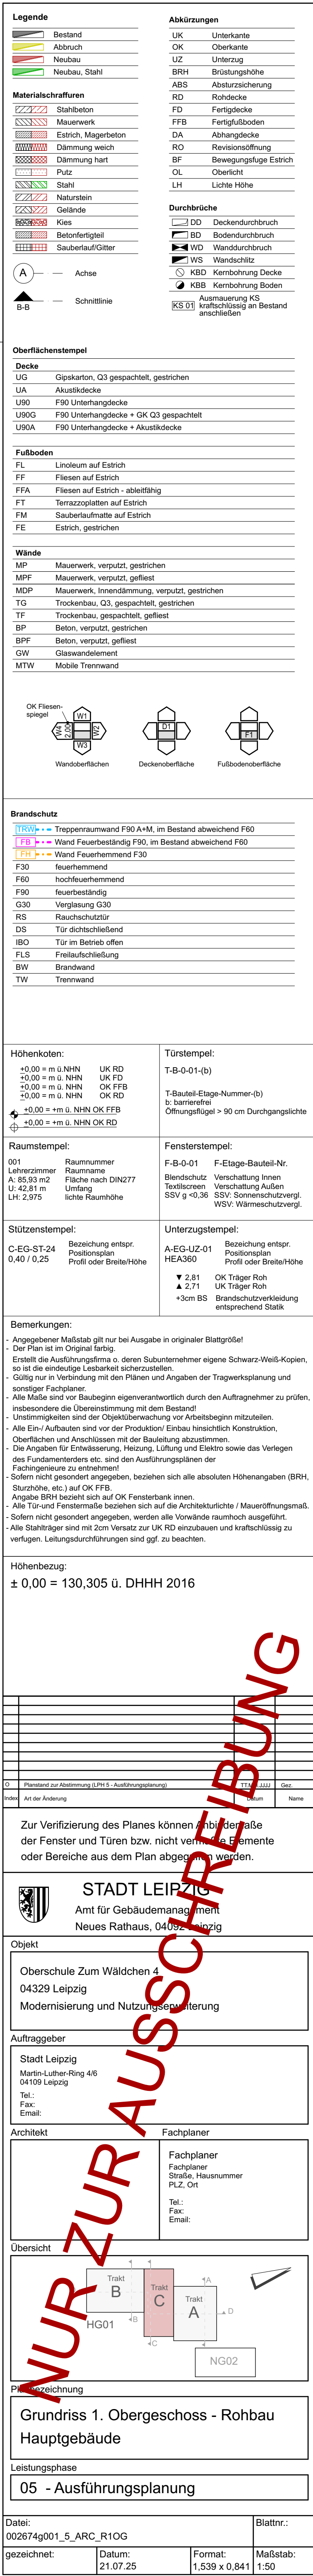 Legende
Bestand
Abbruch
Neubau
Neubau, Stahl
Materialschraffuren
Stahlbeton
Mauerwerk
Estrich, Magerbeton
Dämmung weich
Dämmung hart
Putz
Stahl
Naturstein
Gelände
Kies
Betonfertigteil
Sauberlauf/Gitter
A Achse
B-B Schnittlinie
Abkürzungen
UK Unterkante
OK Oberkante
UZ Unterzug
BRH Brüstungshöhe
ABS Absturzsicherung
RD Rohdecke
FD Fertigdecke
FFB Fertigfußboden
DA Abhangdecke
RO Revisionsöffnung
BF Bewegungsfuge Estrich
OL Oberlicht
LH Lichte Höhe
Durchbrüche
DD Deckendurchbruch
BD Bodendurchbruch
WD Wanddurchbruch
WS Wandschlitz
KBD Kernbohrung Decke
KBB Kernbohrung Boden
KS 01 Ausmauerung KS
kraftschlüssig an Bestand
anschließen
Oberflächenstempel
Decke
UG Gipskarton, Q3 gespachtelt, gestrichen
UA Akustikdecke
U90 F90 Unterhangdecke
U90G F90 Unterhangdecke + GK Q3 gespachtelt
U90A F90 Unterhangdecke + Akustikdecke
Fußboden
FL Linoleum auf Estrich
FF Fliesen auf Estrich
FFA Fliesen auf Estrich - ableitfähig
FT Terrazzoplatten auf Estrich
FM Sauberlaufmatte auf Estrich
FE Estrich, gestrichen
Wände
MP Mauerwerk, verputzt, gestrichen
MPF Mauerwerk, verputzt, gefliest
MDP Mauerwerk, Innendämmung, verputzt, gestrichen
TG Trockenbau, Q3, gespachtelt, gestrichen
TF Trockenbau, gespachtelt, gefliest
BP Beton, verputzt, gestrichen
BPF Beton, verputzt, gefliest
GW Glaswandelement
MTW Mobile Trennwand
OK Fliesen-
spiegel
W1
W4
2,00
W2
W3
D1
F1
Wandoberflächen
Deckenoberfläche
Fußbodenoberfläche
Brandschutz
TRW Treppenraumwand F90 A+M, im Bestand abweichend F60
FB Wand Feuerbeständig F90, im Bestand abweichend F60
FH Wand Feuerhemmend F30
F30 feuerhemmend
F60 hochfeuerhemmend
F90 feuerbeständig
G30 Verglasung G30
RS Rauchschutztür
DS Tür dichtschließend
IBO Tür im Betrieb offen
FLS Freilaufschließung
BW Brandwand
TW Trennwand
Höhenkoten:
+0,00 = m ü.NHN UK RD
+0,00 = m ü. NHN UK FD
+0,00 = m ü. NHN OK FFB
+0,00 = m ü. NHN OK RD
+0,00 = +m ü. NHN OK FFB
+0,00 = +m ü. NHN OK RD
Türstempel:
T-B-0-01-(b)
T-Bauteil-Etage-Nummer-(b)
b: barrierefrei
Öffnungsflügel > 90 cm Durchgangslichte
Raumstempel:
001 Raumnummer
Lehrerzimmer Raumname
A: 85,93 m2 Fläche nach DIN277
U: 42,81 m Umfang
LH: 2,975 lichte Raumhöhe
Fensterstempel:
F-B-0-01 F-Etage-Bauteil-Nr.
Blendschutz Verschattung Innen
Textilscreen Verschattung Außen
SSV g <0,36 SSV: Sonnenschutzvergl.
WSV: Wärmeschutzvergl.
Stützenstempel:
C-EG-ST-24
0,40 / 0,25
Bezeichung entspr.
Positionsplan
Profil oder Breite/Höhe
Unterzugstempel:
A-EG-UZ-01
HEA360
Bezeichung entspr.
Positionsplan
Profil oder Breite/Höhe
▼ 2,81 OK Träger Roh
▲ 2,71 UK Träger Roh
+3cm BS Brandschutzverkleidung
entsprechend Statik
Bemerkungen:
- Angegebener Maßstab gilt nur bei Ausgabe in originaler Blattgröße!
- Der Plan ist im Original farbig.
Erstellt die Ausführungsfirma o. deren Subunternehmer eigene Schwarz-Weiß-Kopien,
so ist die eindeutige Lesbarkeit sicherzustellen.
- Gültig nur in Verbindung mit den Plänen und Angaben der Tragwerksplanung und
sonstiger Fachplaner.
- Alle Maße sind vor Baubeginn eigenverantwortlich durch den Auftragnehmer zu prüfen,
insbesondere die Übereinstimmung mit dem Bestand!
- Unstimmigkeiten sind der Objektüberwachung vor Arbeitsbeginn mitzuteilen.
- Alle Ein-/ Aufbauten sind vor der Produktion/ Einbau hinsichtlich Konstruktion,
Oberflächen und Anschlüssen mit der Bauleitung abzustimmen.
- Die Angaben für Entwässerung, Heizung, Lüftung und Elektro sowie das Verlegen
des Fundamenterders etc. sind den Ausführungsplänen der
Fachingenieure zu entnehmen!
- Sofern nicht gesondert angegeben, beziehen sich alle absoluten Höhenangaben (BRH,
Sturzhöhe, etc.) auf OK FFB.
Angabe BRH bezieht sich auf OK Fensterbank innen.
- Alle Tür-und Fenstermaße beziehen sich auf die Architekturlichte / Maueröffnungsmaß.
- Sofern nicht gesondert angegeben, werden alle Vorwände raumhoch ausgeführt.
- Alle Stahlträger sind mit 2cm Versatz zur UK RD einzubauen und kraftschlüssig zu
verfugen. Leitungsdurchführungen sind ggf. zu beachten.
Höhenbezug:
± 0,00 = 130,305 ü. DHHH 2016
O Planstand zur Abstimmung (LPH 5 - Ausführungsplanung) TT.MM.JJJJ Gez.
Index Art der Änderung Datum Name
Zur Verifizierung des Planes können Anbindemaße
der Fenster und Türen bzw. nicht vermaßte Elemente
oder Bereiche aus dem Plan abgegriffen werden.
STADT LEIPZIG
Amt für Gebäudemanagement
Neues Rathaus, 04092 Leipzig
Objekt
Oberschule Zum Wäldchen 4
04329 Leipzig
Modernisierung und Nutzungserweiterung
Auftraggeber
Stadt Leipzig
Martin-Luther-Ring 4/6
04109 Leipzig
Tel.:
Fax:
Email:
Architekt
Fachplaner
Fachplaner
Fachplaner
Straße, Hausnummer
PLZ, Ort
Tel.:
Fax:
Email:
Übersicht
Trakt
B
Trakt
C
Trakt
A
HG01
NG02
A
B
C
D
Planbezeichnung
Grundriss 1. Obergeschoss - Rohbau
Hauptgebäude
Leistungsphase
05 - Ausführungsplanung
Datei:
002674g001_5_ARC_R1OG
Blattnr.:
gezeichnet:
Datum:
21.07.25
Format:
1,539 x 0,841
Maßstab:
1:50
NUR ZUR AUSSCHREIBUNG